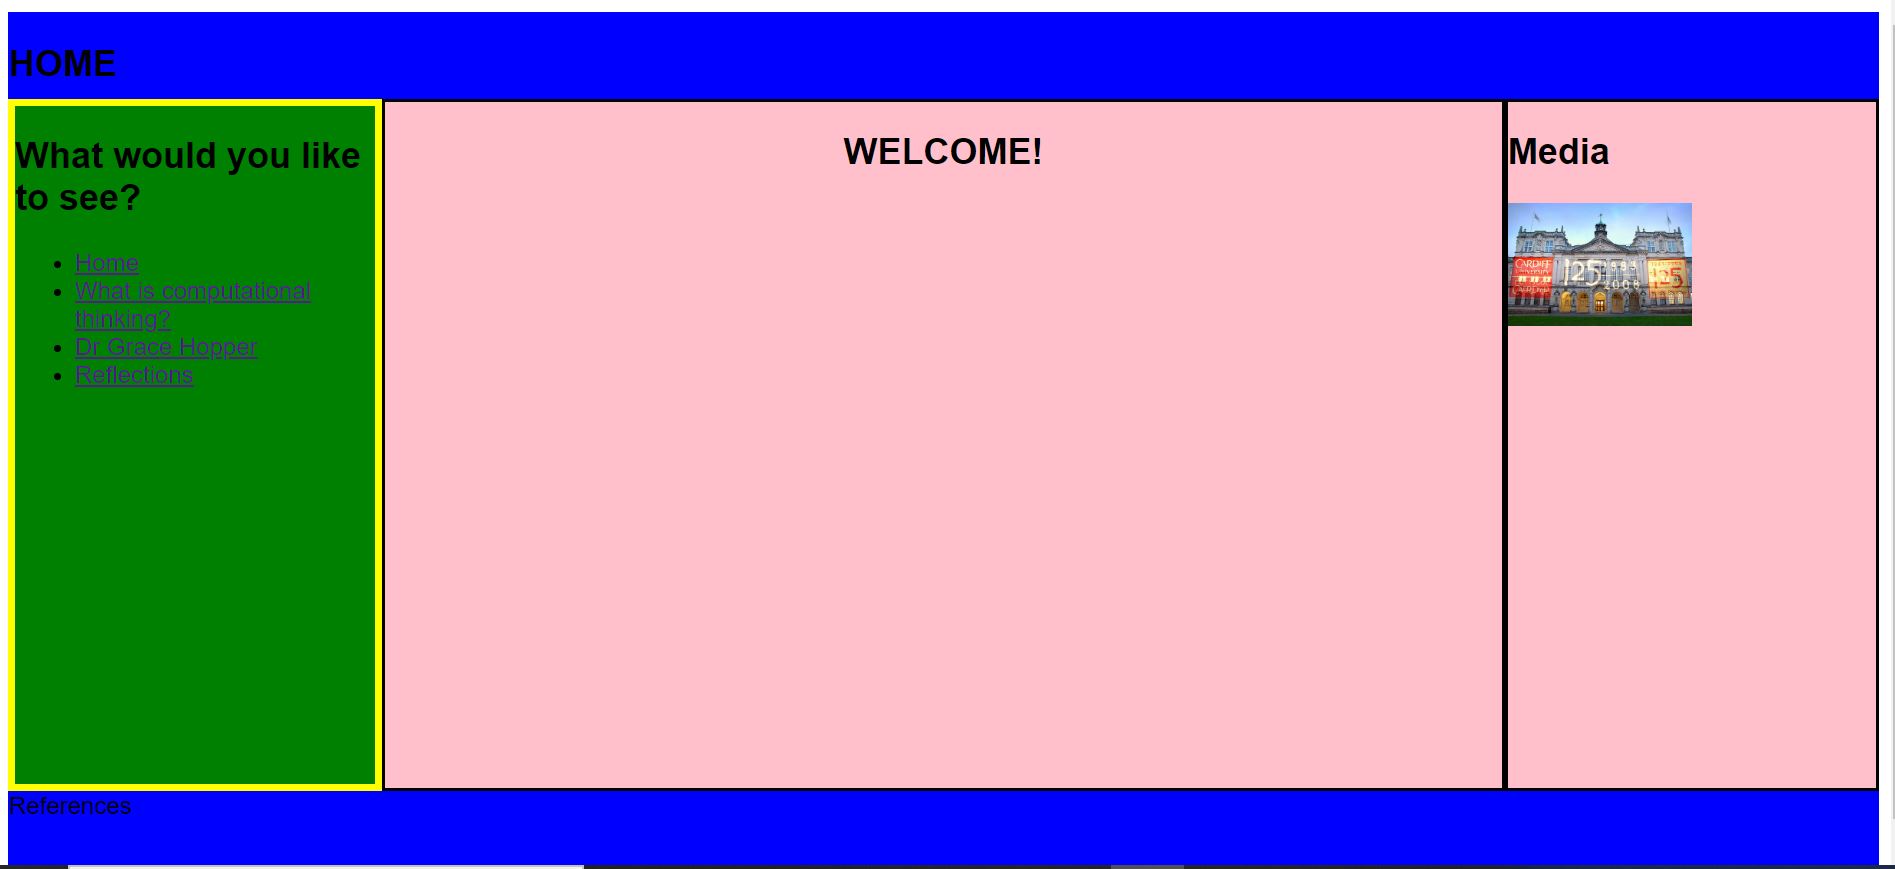 HOME
What would you like
to see?
Home
What is computational
thinking?
Dr Grace Hopper
Reflections
WELCOME!
Media
CARDIFF
UNIVERSITY
125
2008
125
References